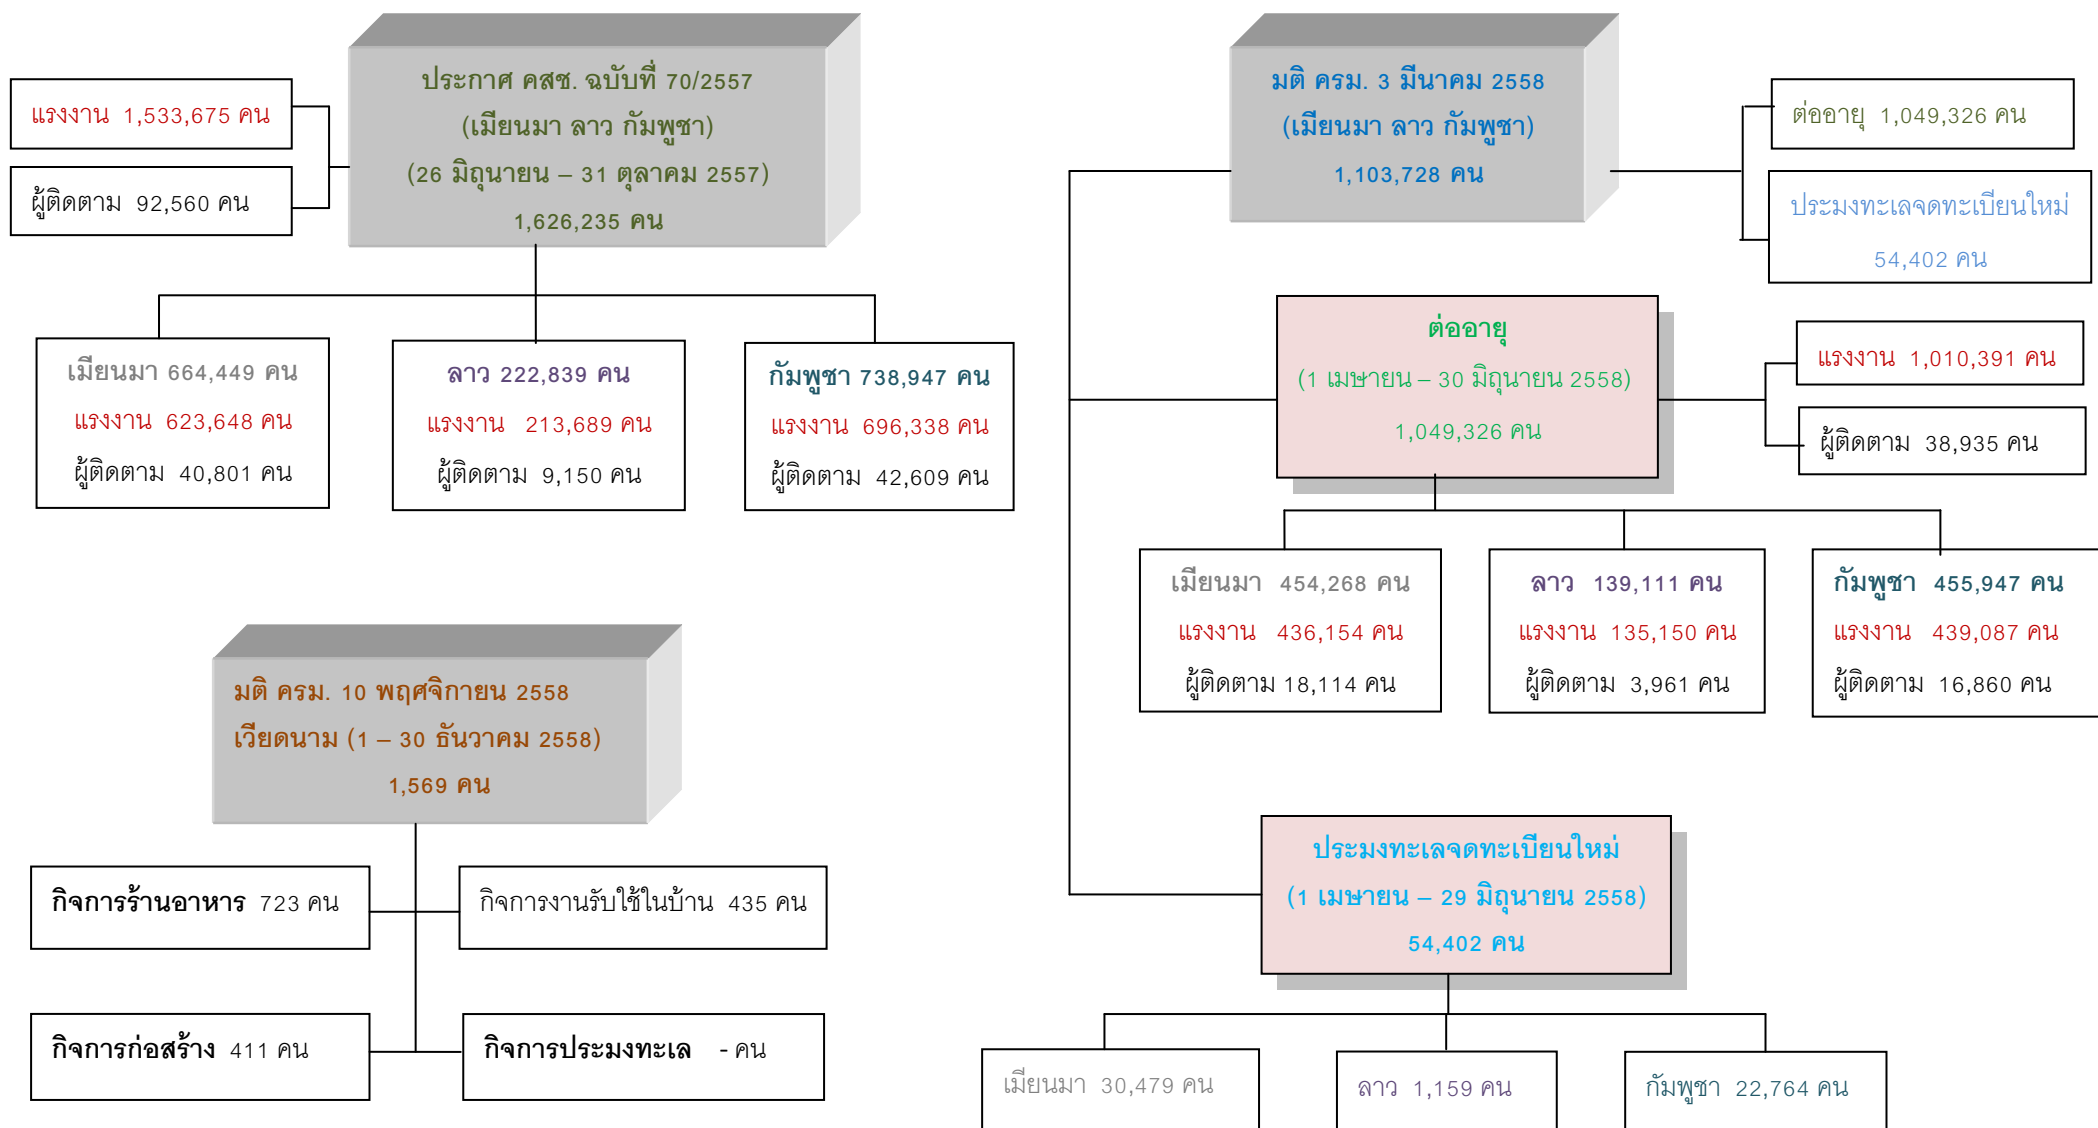 ประกาศ คสช. ฉบับที่ 70/2557
(เมียนมา ลาว กัมพูชา)
(26 มิถุนายน – 31 ตุลาคม 2557)
1,626,235 คน
แรงงาน 1,533,675 คน
ผู้ติดตาม 92,560 คน
เมียนมา 664,449 คน
แรงงาน 623,648 คน
ผู้ติดตาม 40,801 คน
ลาว 222,839 คน
แรงงาน 213,689 คน
ผู้ติดตาม 9,150 คน
กัมพูชา 738,947 คน
แรงงาน 696,338 คน
ผู้ติดตาม 42,609 คน
มติ ครม. 10 พฤศจิกายน 2558
เวียดนาม (1 – 30 ธันวาคม 2558)
1,569 คน
กิจการร้านอาหาร 723 คน
กิจการงานรับใช้ในบ้าน 435 คน
กิจการก่อสร้าง 411 คน
กิจการประมงทะเล - คน
มติ ครม. 3 มีนาคม 2558
(เมียนมา ลาว กัมพูชา)
1,103,728 คน
ต่ออายุ 1,049,326 คน
ประมงทะเลจดทะเบียนใหม่
54,402 คน
ต่ออายุ
(1 เมษายน – 30 มิถุนายน 2558)
1,049,326 คน
แรงงาน 1,010,391 คน
ผู้ติดตาม 38,935 คน
เมียนมา 454,268 คน
แรงงาน 436,154 คน
ผู้ติดตาม 18,114 คน
ลาว 139,111 คน
แรงงาน 135,150 คน
ผู้ติดตาม 3,961 คน
กัมพูชา 455,947 คน
แรงงาน 439,087 คน
ผู้ติดตาม 16,860 คน
ประมงทะเลจดทะเบียนใหม่
(1 เมษายน – 29 มิถุนายน 2558)
54,402 คน
เมียนมา 30,479 คน
ลาว 1,159 คน
กัมพูชา 22,764 คน